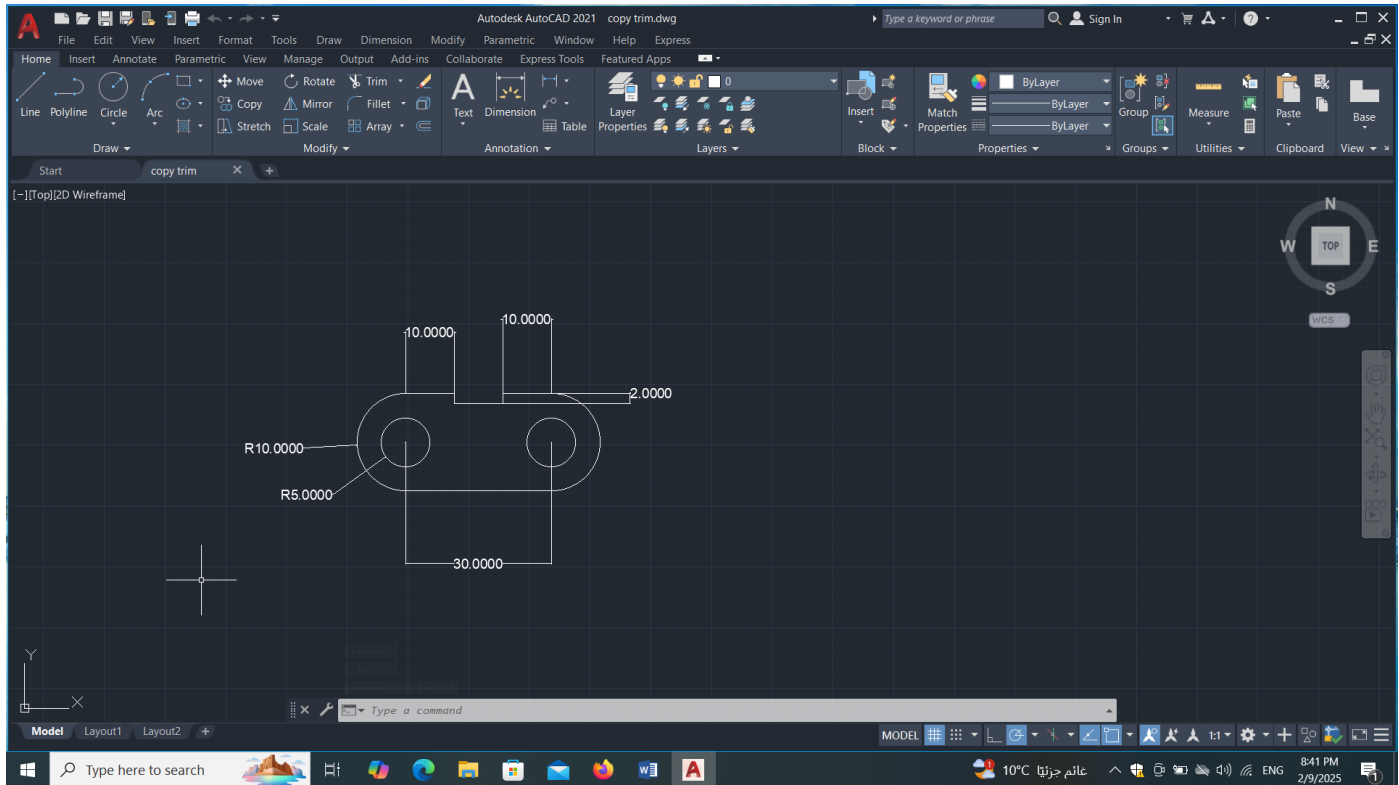 Autodesk AutoCAD 2021 copy trim.dwg
Type a keyword or phrase
Sign In
File Edit View Insert Format Tools Draw Dimension Modify Parametric Window Help Express
Home Insert Annotate Parametric View Manage Output Add-ins Collaborate Express Tools Featured Apps
Move Rotate Trim
0
ByLayer
Copy Mirror Fillet
ByLayer
Line Polyline Circle Arc
Text Dimension
Layer Properties
Insert
Match Properties
Group
Measure
Paste
Base
Stretch Scale Array
Table
ByLayer
Draw Modify Annotation Layers Block Properties Groups Utilities Clipboard View
Start copy trim
[−][Top][2D Wireframe]
N
W TOP E
S
WCS
10.0000
10.0000
2.0000
R10.0000
R5.0000
30.0000
Y
X
Type a command
Model Layout1 Layout2
MODEL
1:1
Type here to search
10°C غائم جزئيًا
ENG
8:41 PM
2/9/2025
1